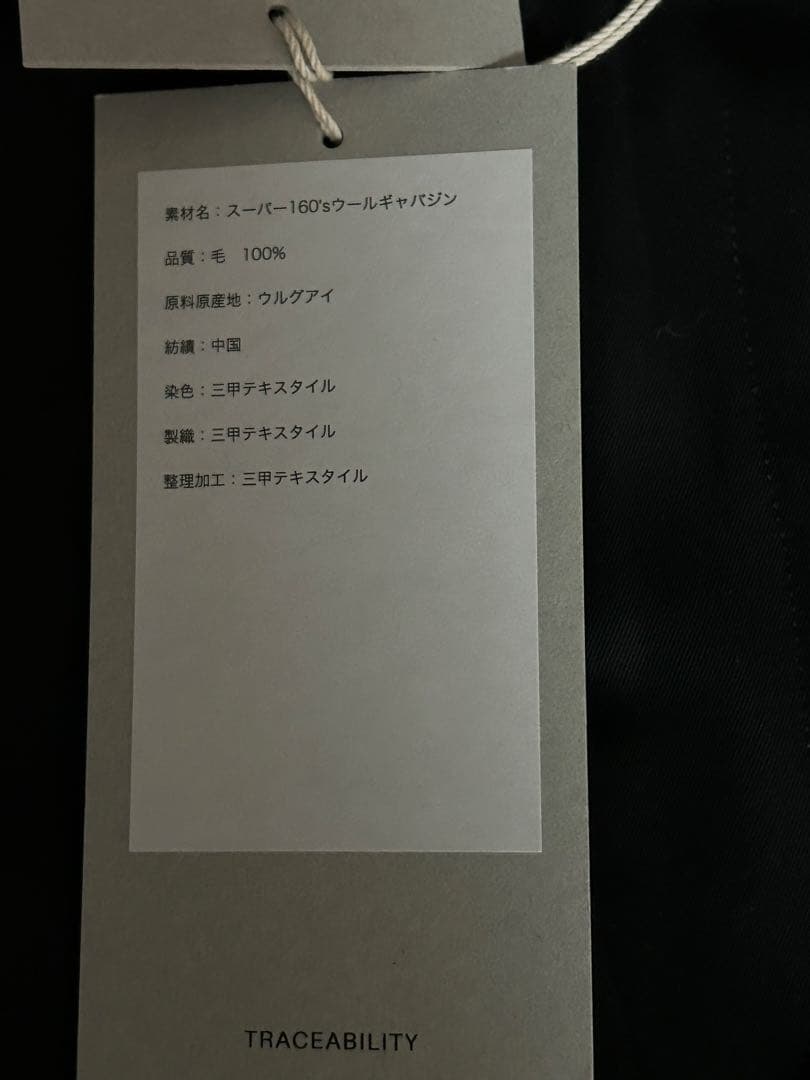 素材名：スーパー160'sウールギャバジン
品質：毛　100%
原料原産地：ウルグアイ
紡績：中国
染色：三甲テキスタイル
製織：三甲テキスタイル
整理加工：三甲テキスタイル
TRACEABILITY